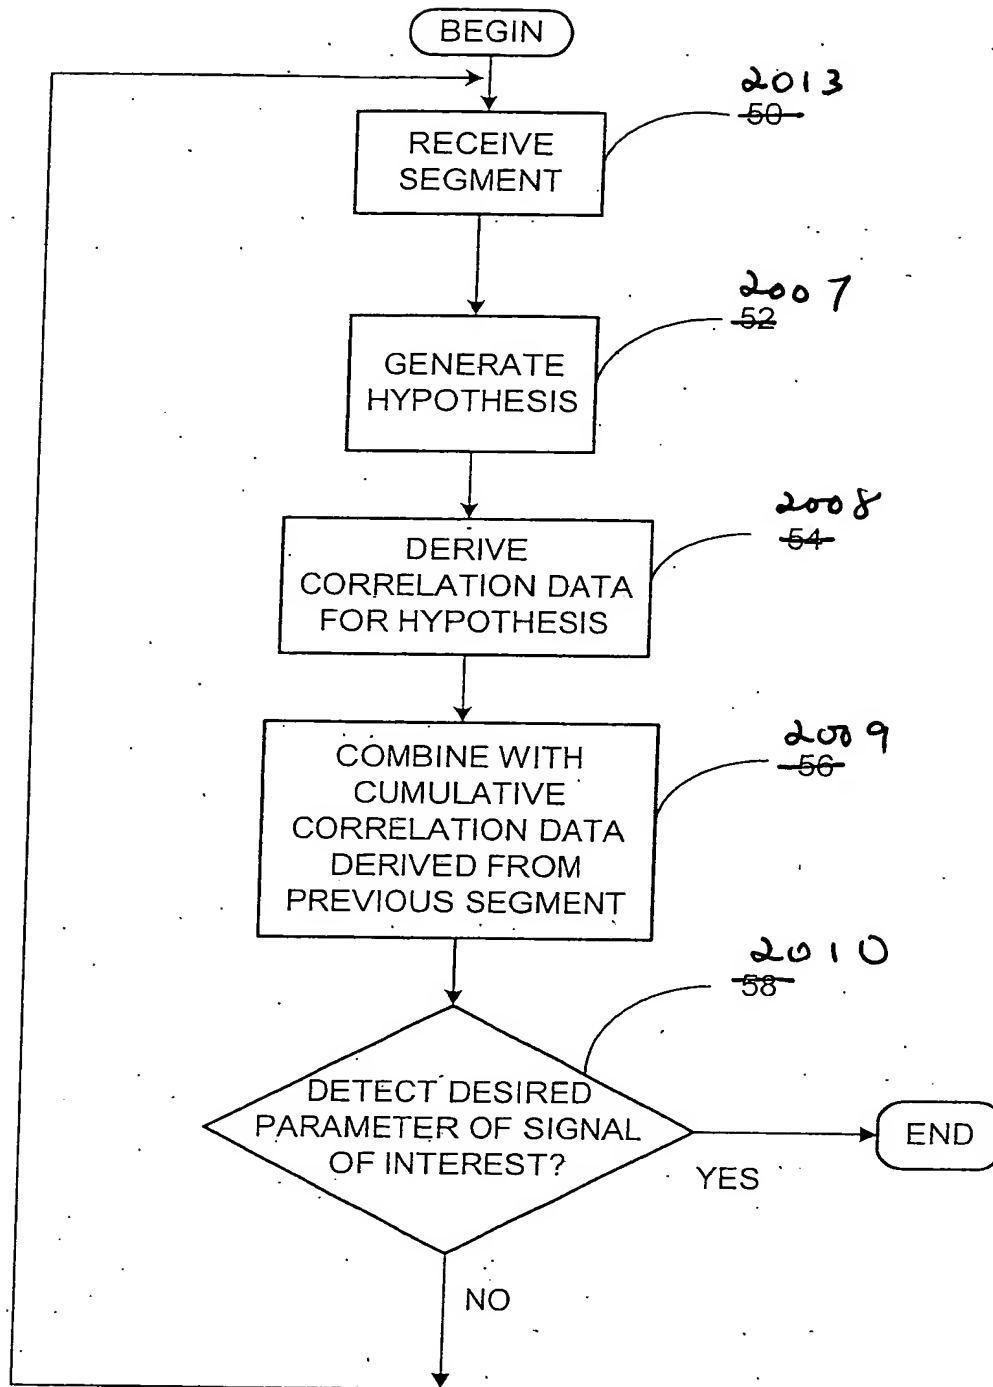 BEGIN
2013
50
RECEIVE
SEGMENT
2007
52
GENERATE
HYPOTHESIS
2008
54
DERIVE
CORRELATION DATA
FOR HYPOTHESIS
2009
56
COMBINE WITH
CUMULATIVE
CORRELATION DATA
DERIVED FROM
PREVIOUS SEGMENT
2010
58
DETECT DESIRED
PARAMETER OF SIGNAL
OF INTEREST?
END
YES
NO